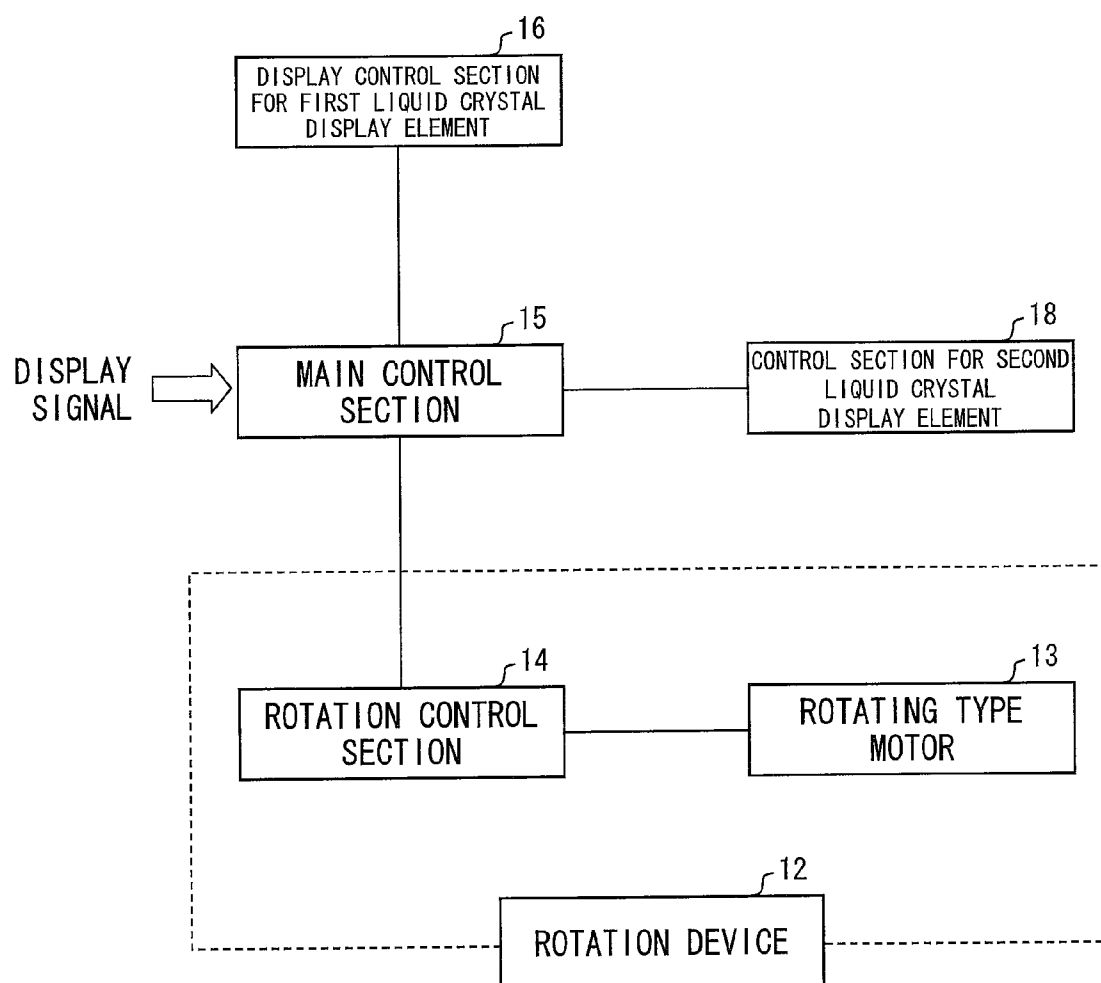 16
DISPLAY CONTROL SECTION
FOR FIRST LIQUID CRYSTAL
DISPLAY ELEMENT
15
18
DISPLAY
SIGNAL
MAIN CONTROL
SECTION
CONTROL SECTION FOR SECOND
LIQUID CRYSTAL
DISPLAY ELEMENT
14
13
ROTATION CONTROL
SECTION
ROTATING TYPE
MOTOR
12
ROTATION DEVICE